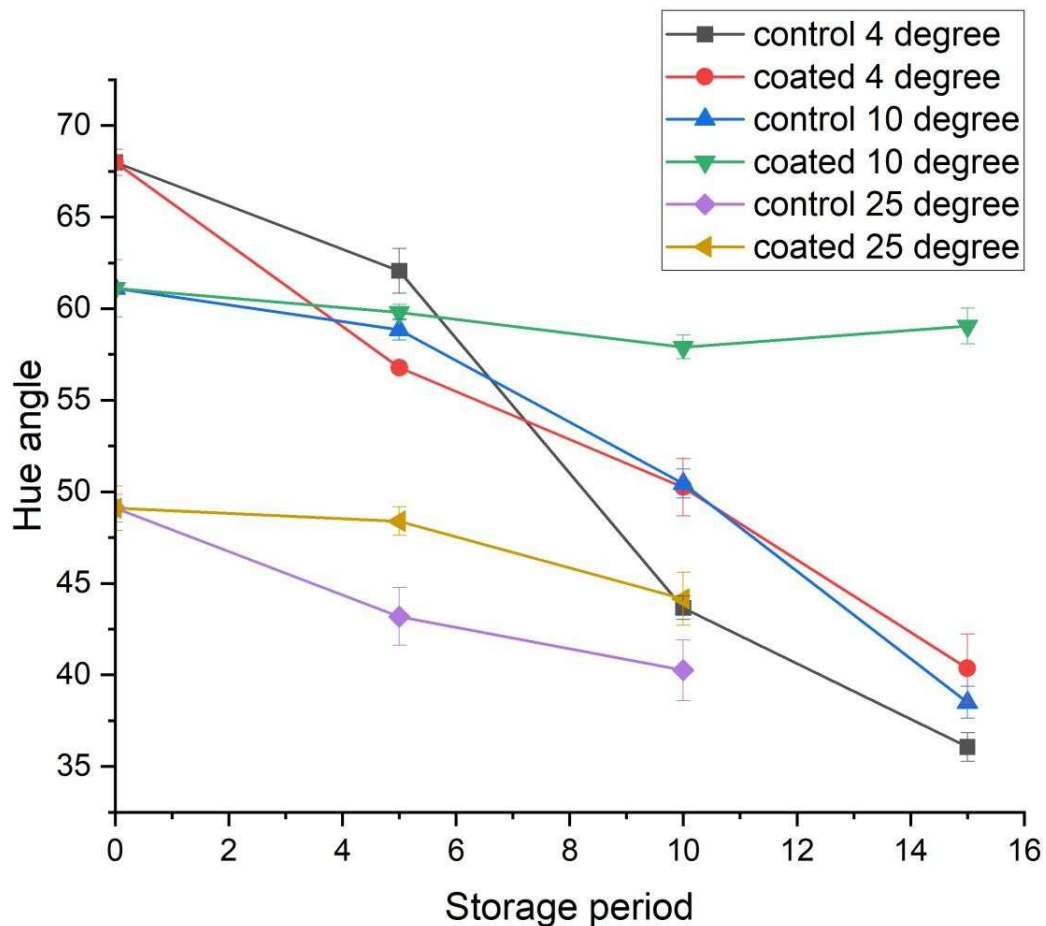 control 4 degree
coated 4 degree
control 10 degree
coated 10 degree
control 25 degree
coated 25 degree
70
65
60
55
50
45
40
35
Hue angle
0 2 4 6 8 10 12 14 16
Storage period